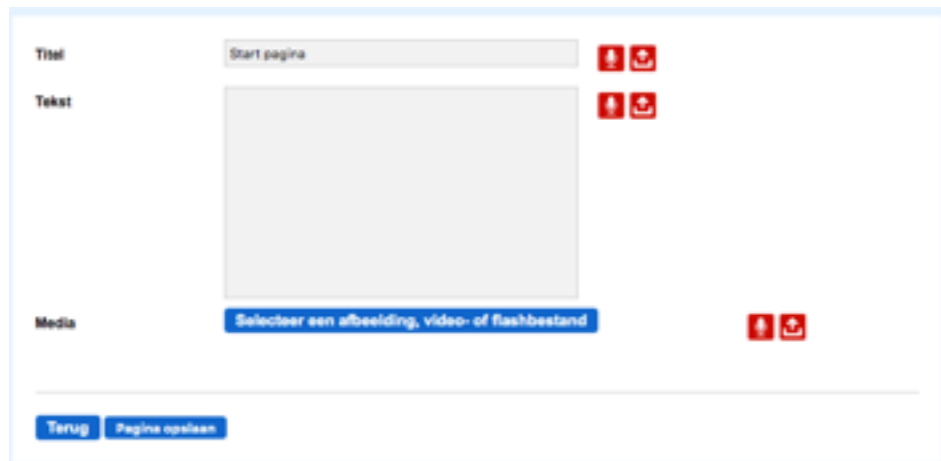 Titel
Start pagina
Tekst
Media
Selecteer een afbeelding, video- of flashbestand
Terug
Pagina opslaan